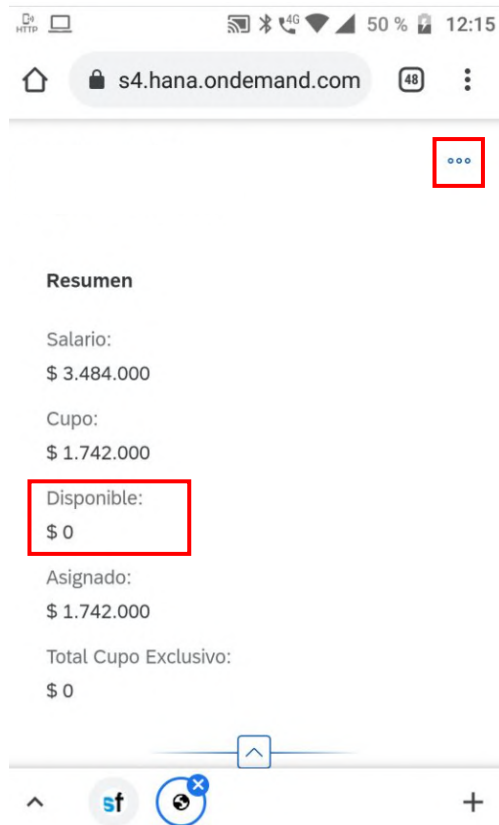 HTTP
4G
50 % 12:15
s4.hana.ondemand.com 48
Resumen
Salario:
$ 3.484.000
Cupo:
$ 1.742.000
Disponible:
$ 0
Asignado:
$ 1.742.000
Total Cupo Exclusivo:
$ 0
sf